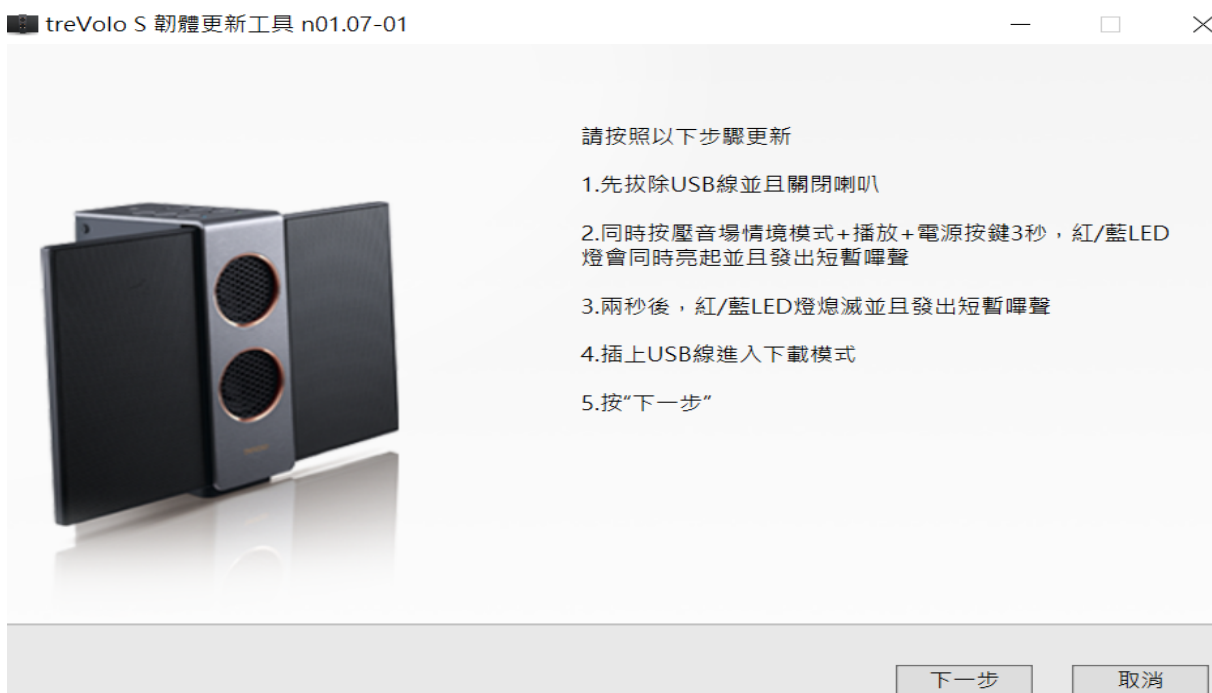 treVolo S 韌體更新工具 n01.07-01
請按照以下步驟更新
1.先拔除USB線並且關閉喇叭
2.同時按壓音場情境模式+播放+電源按鍵3秒，紅/藍LED
燈會同時亮起並且發出短暫嗶聲
3.兩秒後，紅/藍LED燈熄滅並且發出短暫嗶聲
4.插上USB線進入下載模式
5.按“下一步”
下一步
取消